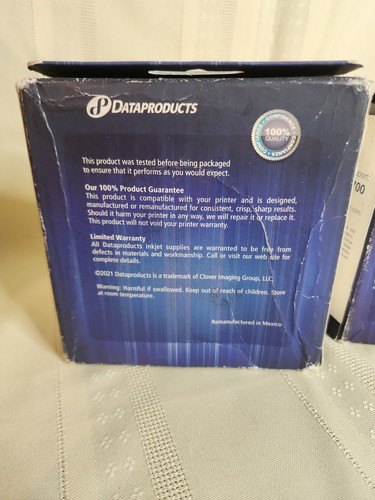 DATAPRODUCTS
100%
QUALITY
This product was tested before being packaged
to ensure that it performs as you would expect.
Our 100% Product Guarantee
This product is compatible with your printer and is designed,
manufactured or remanufactured for consistent, crisp, sharp results.
Should it harm your printer in any way, we will repair it or replace it.
This product will not void your printer warranty.
Limited Warranty
All Dataproducts inkjet supplies are warranted to be free from
defects in materials and workmanship. Call or visit our web site for
complete details.
©2021 Dataproducts is a trademark of Clover Imaging Group, LLC.
Warning: Harmful if swallowed. Keep out of reach of children. Store
at room temperature.
Remanufactured in Mexico